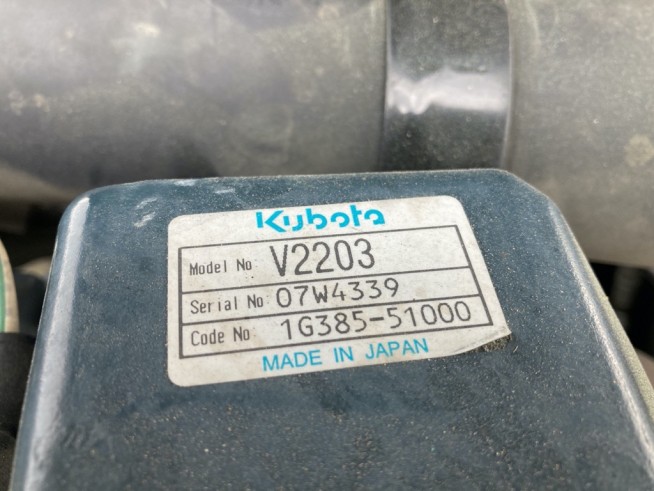 Kubota
Model No V2203
Serial No. 07W4339
Code No 1G385-51000
MADE IN JAPAN